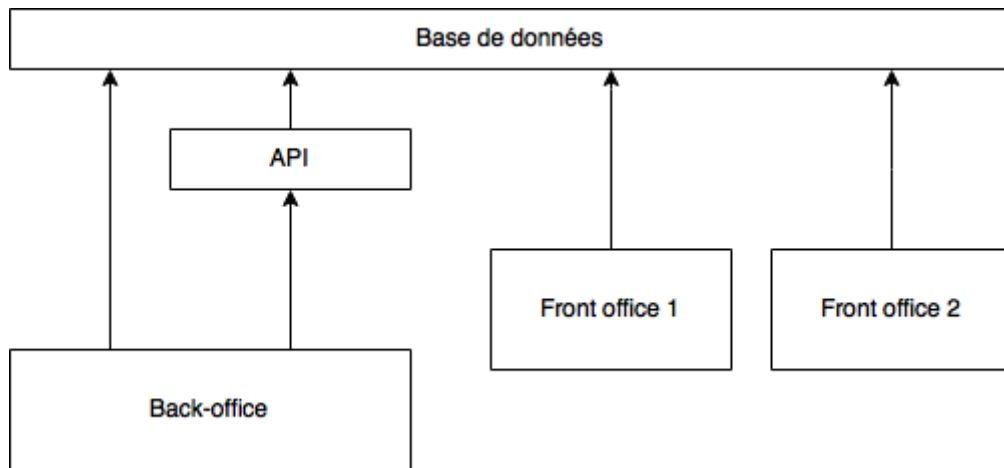 Base de données
API
Front office 1
Front office 2
Back-office